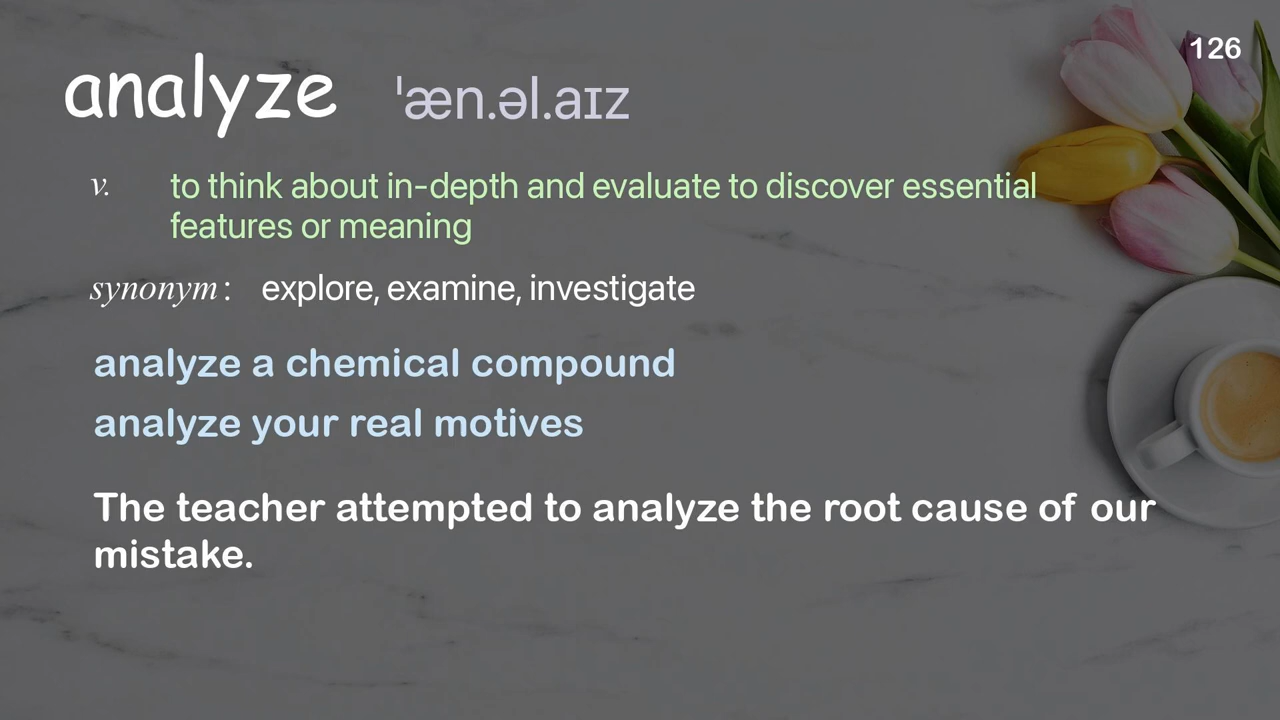 126
analyze ˈæn.əl.aɪz
v. to think about in-depth and evaluate to discover essential
features or meaning
synonym : explore, examine, investigate
analyze a chemical compound
analyze your real motives
The teacher attempted to analyze the root cause of our
mistake.